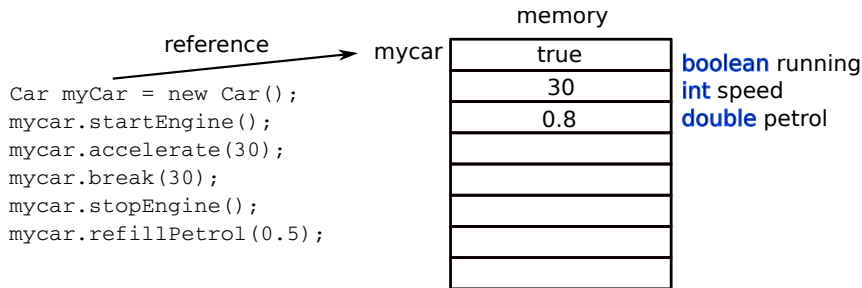 memory
reference
mycar
true
boolean running
30
int speed
0.8
double petrol
Car myCar = new Car();
mycar.startEngine();
mycar.accelerate(30);
mycar.break(30);
mycar.stopEngine();
mycar.refillPetrol(0.5);